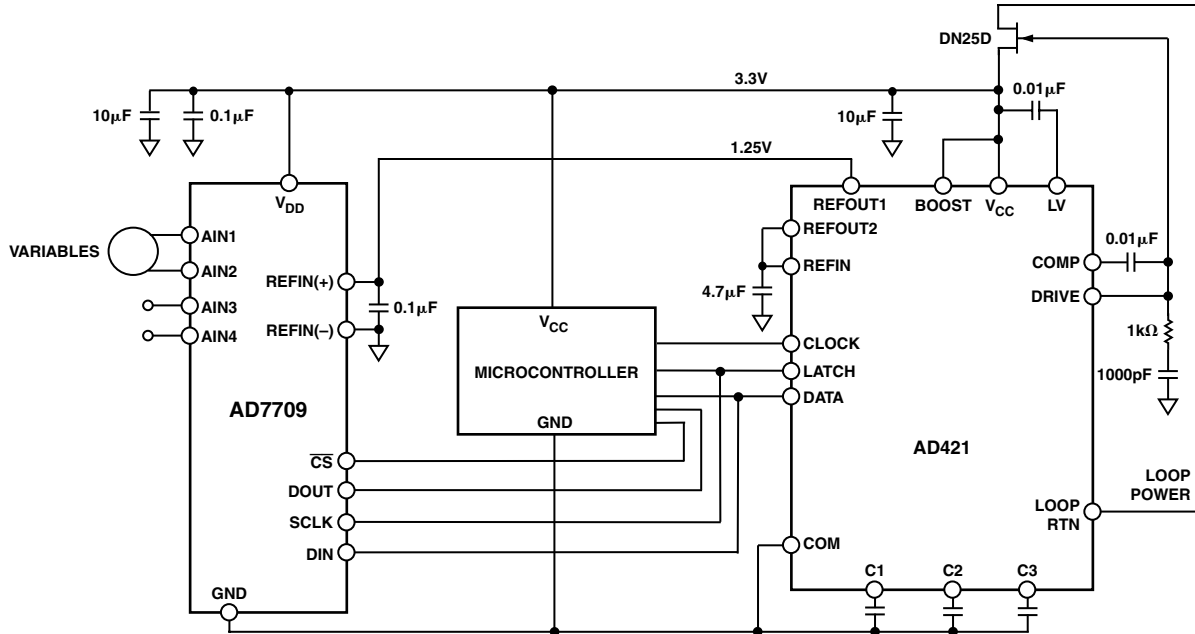 DN25D
3.3V
0.01µF
10µF
0.1µF
10µF
1.25V
VDD
REFOUT1
BOOST
VCC
LV
VARIABLES
AIN1
AIN2
AIN3
AIN4
REFIN(+)
REFIN(–)
0.1µF
REFOUT2
REFIN
4.7µF
COMP
0.01µF
DRIVE
1kΩ
1000pF
VCC
MICROCONTROLLER
GND
CLOCK
LATCH
DATA
AD7709
AD421
CS
DOUT
SCLK
DIN
GND
LOOP
POWER
LOOP
RTN
COM
C1
C2
C3